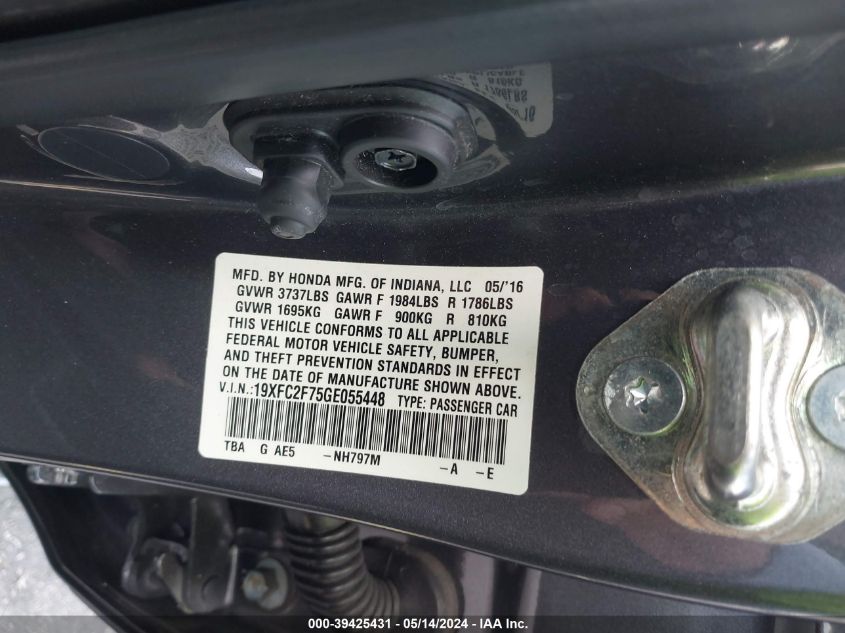 MFD. BY HONDA MFG. OF INDIANA, LLC 05/'16
GVWR 3737LBS GAWR F 1984LBS R 1786LBS
GVWR 1695KG GAWR F 900KG R 810KG
THIS VEHICLE CONFORMS TO ALL APPLICABLE
FEDERAL MOTOR VEHICLE SAFETY, BUMPER,
AND THEFT PREVENTION STANDARDS IN EFFECT
ON THE DATE OF MANUFACTURE SHOWN ABOVE.
V.I.N.:19XFC2F75GE055448 TYPE: PASSENGER CAR
TBA G AE5 -NH797M -A -E
000-39425431 - 05/14/2024 - IAA Inc.